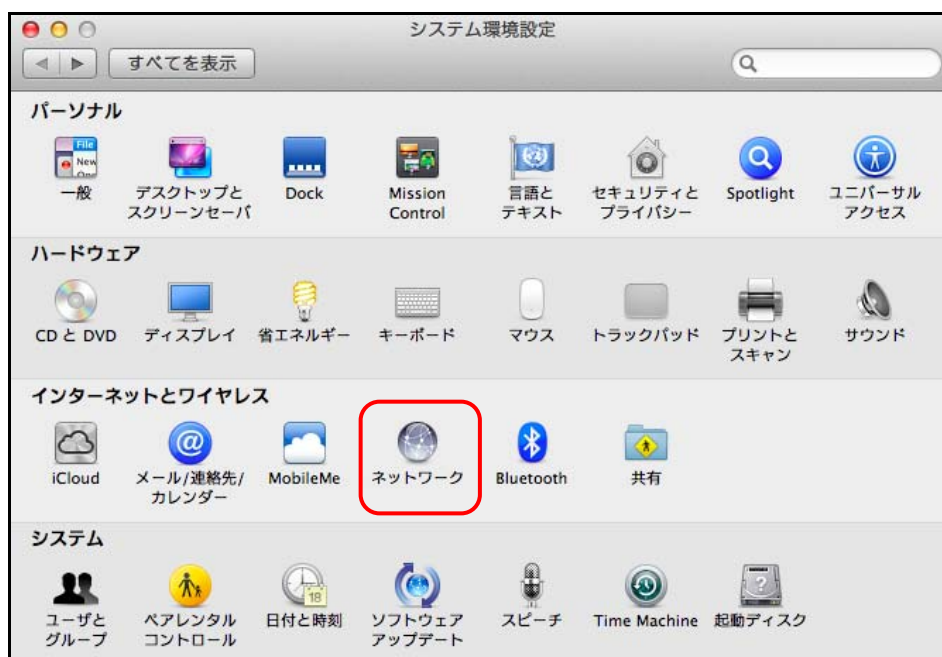 システム環境設定
すべてを表示
パーソナル
File
New
一般
デスクトップと
スクリーンセーバ
Dock
Mission
Control
言語と
テキスト
セキュリティと
プライバシー
Spotlight
ユニバーサル
アクセス
ハードウェア
CD と DVD
ディスプレイ
省エネルギー
キーボード
マウス
トラックパッド
プリントと
スキャン
サウンド
インターネットとワイヤレス
iCloud
@
メール/連絡先/
カレンダー
MobileMe
ネットワーク
Bluetooth
共有
システム
ユーザと
グループ
ペアレンタル
コントロール
18
日付と時刻
ソフトウェア
アップデート
スピーチ
Time Machine
?
起動ディスク